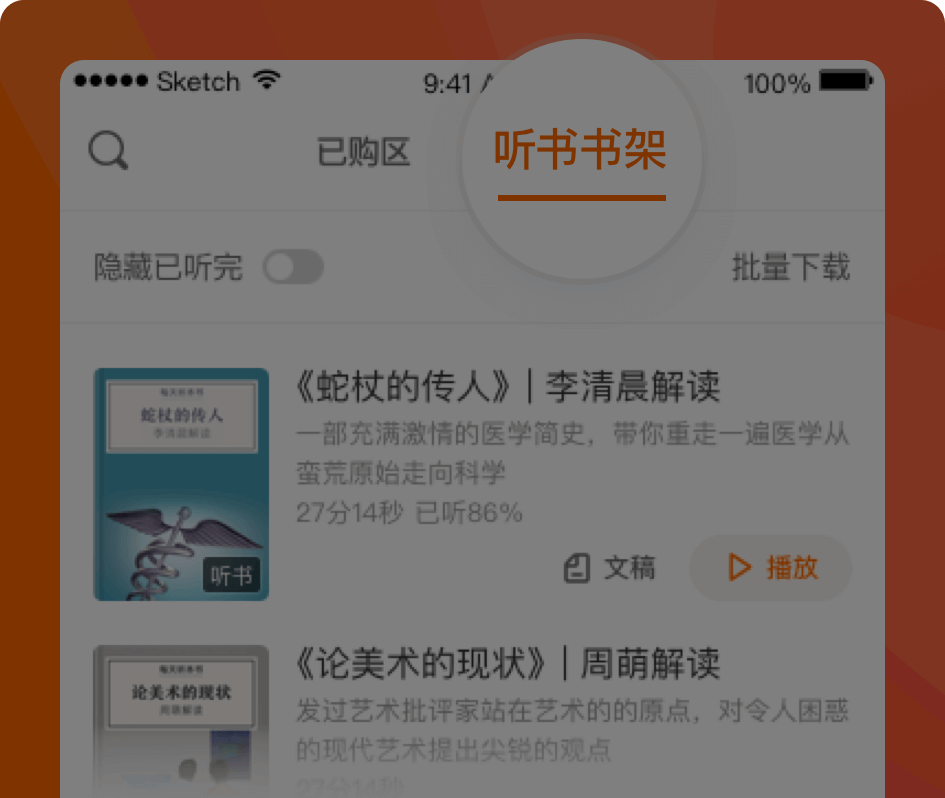 ●●●●● Sketch 9:41 100%
已购区 听书书架
隐藏已听完 批量下载
每天听本书
蛇杖的传人
李清晨解读
听书
《蛇杖的传人》| 李清晨解读
一部充满激情的医学简史，带你重走一遍医学从
蛮荒原始走向科学
27分14秒 已听86%
文稿 播放
每天听本书
论美术的现状
周萌解读
《论美术的现状》| 周萌解读
发过艺术批评家站在艺术的的原点，对令人困惑
的现代艺术提出尖锐的观点
27分14秒